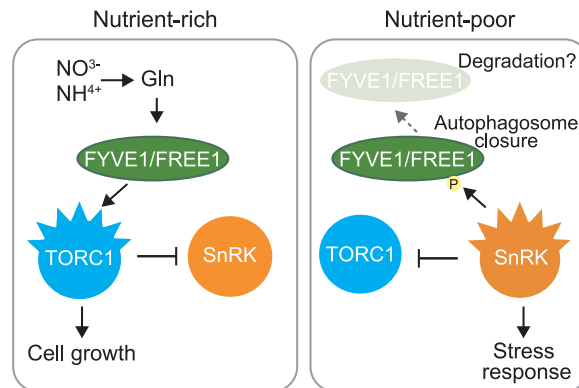 Nutrient-rich
NO³⁻
NH⁴⁺
Gln
FYVE1/FREE1
TORC1
SnRK
Cell growth
Nutrient-poor
Degradation?
FYVE1/FREE1
Autophagosome
closure
FYVE1/FREE1
P
TORC1
SnRK
Stress
response